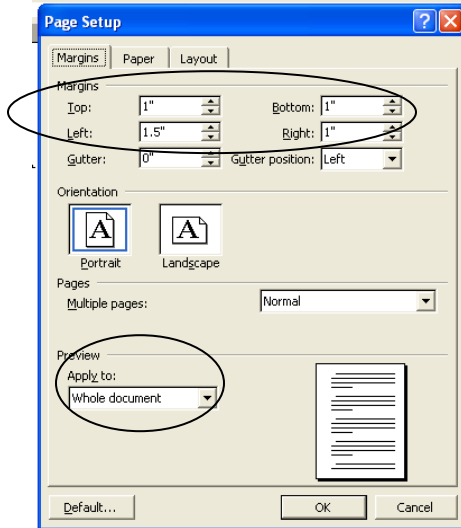 Page Setup
Margins Paper Layout
Margins
Top: 1" Bottom: 1"
Left: 1.5" Right: 1"
Gutter: 0" Gutter position: Left
Orientation
A A
Portrait Landscape
Pages
Multiple pages: Normal
Preview
Apply to:
Whole document
Default... OK Cancel